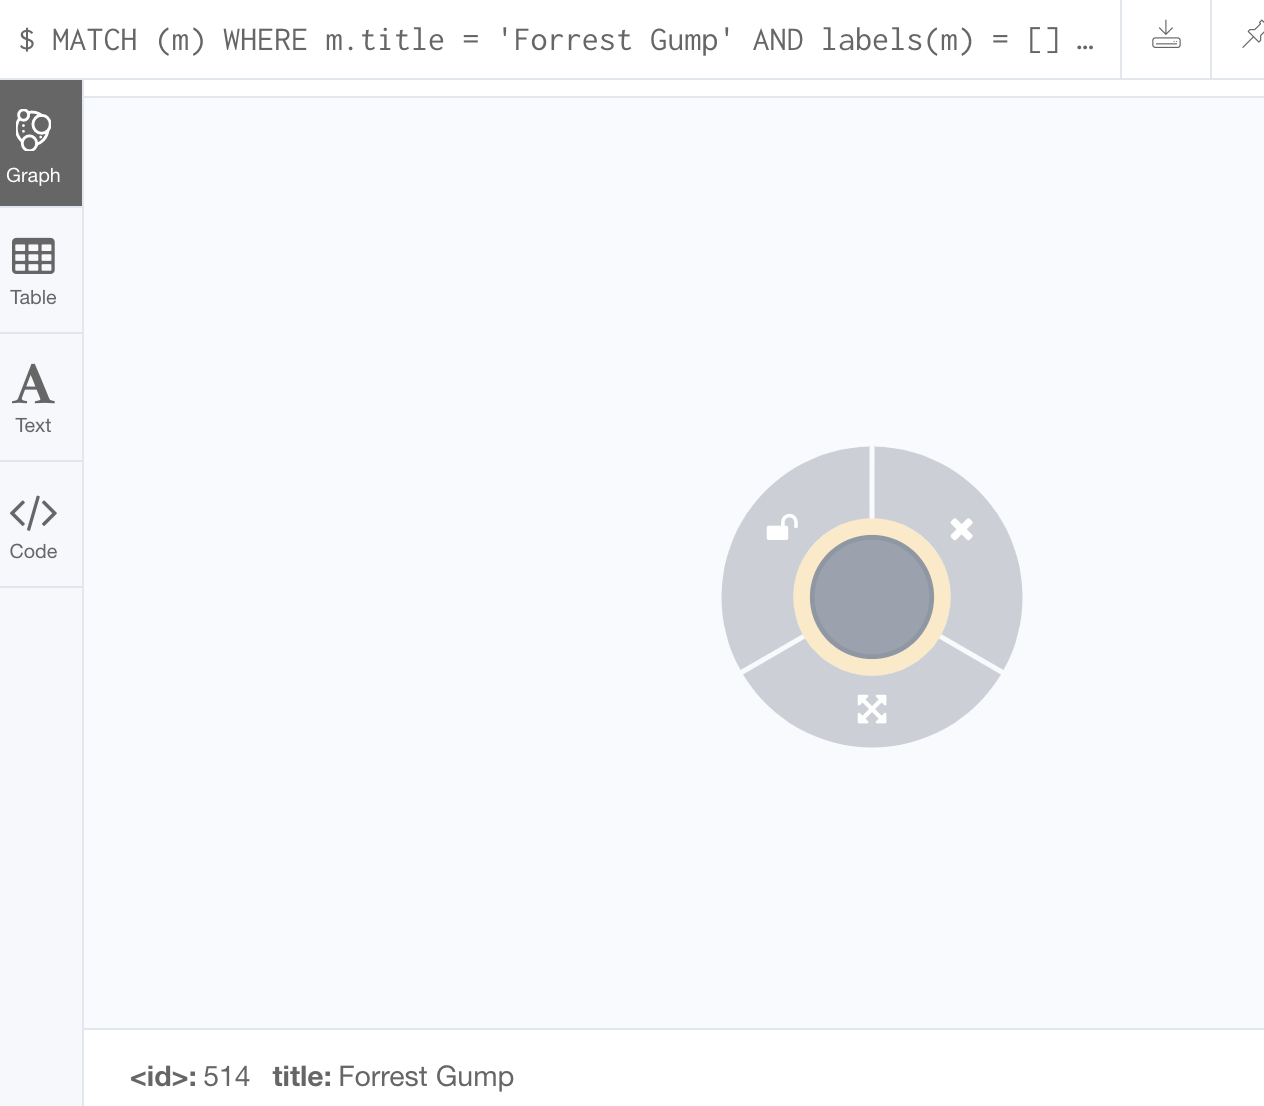 $ MATCH (m) WHERE m.title = 'Forrest Gump' AND labels(m) = [] …
Graph
Table
Text
Code
<id>: 514 title: Forrest Gump